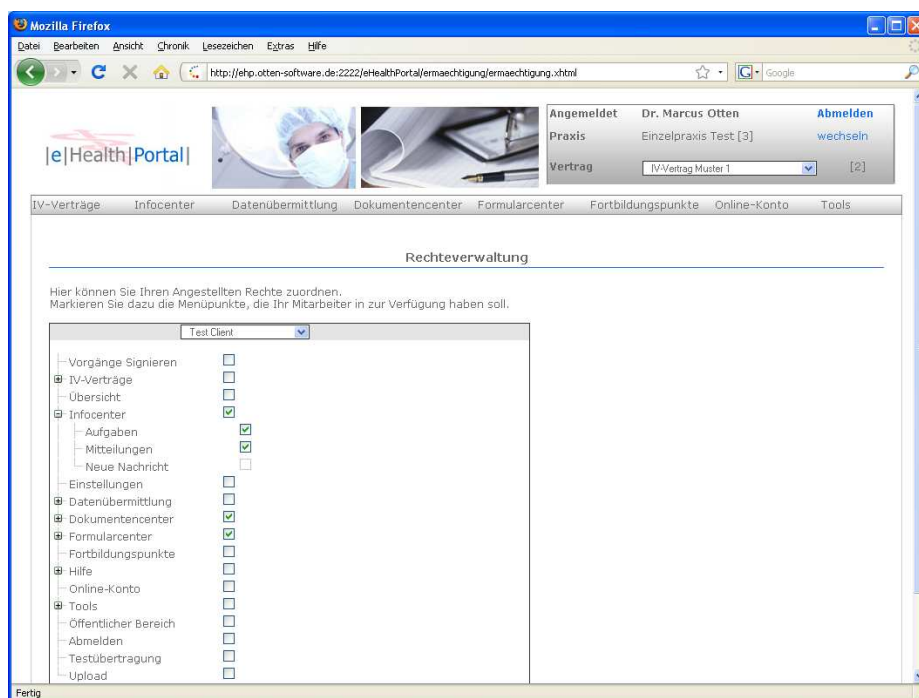 Mozilla Firefox
Datei Bearbeiten Ansicht Chronik Lesezeichen Extras Hilfe
http://ehp.otten-software.de:2222/eHealthPortal/ermaechtigung/ermaechtigung.xhtml
G Google
|e|Health|Portal|
Angemeldet Dr. Marcus Otten Abmelden
Praxis Einzelpraxis Test [3] wechseln
Vertrag IV-Vertrag Muster 1 [2]
IV-Verträge Infocenter Datenübermittlung Dokumentencenter Formularcenter Fortbildungspunkte Online-Konto Tools
Rechteverwaltung
Hier können Sie Ihren Angestellten Rechte zuordnen.
Markieren Sie dazu die Menüpunkte, die Ihr Mitarbeiter in zur Verfügung haben soll.
Test Client
Vorgänge Signieren
IV-Verträge
Übersicht
Infocenter
Aufgaben
Mitteilungen
Neue Nachricht
Einstellungen
Datenübermittlung
Dokumentencenter
Formularcenter
Fortbildungspunkte
Hilfe
Online-Konto
Tools
Öffentlicher Bereich
Abmelden
Testübertragung
Upload
Fertig